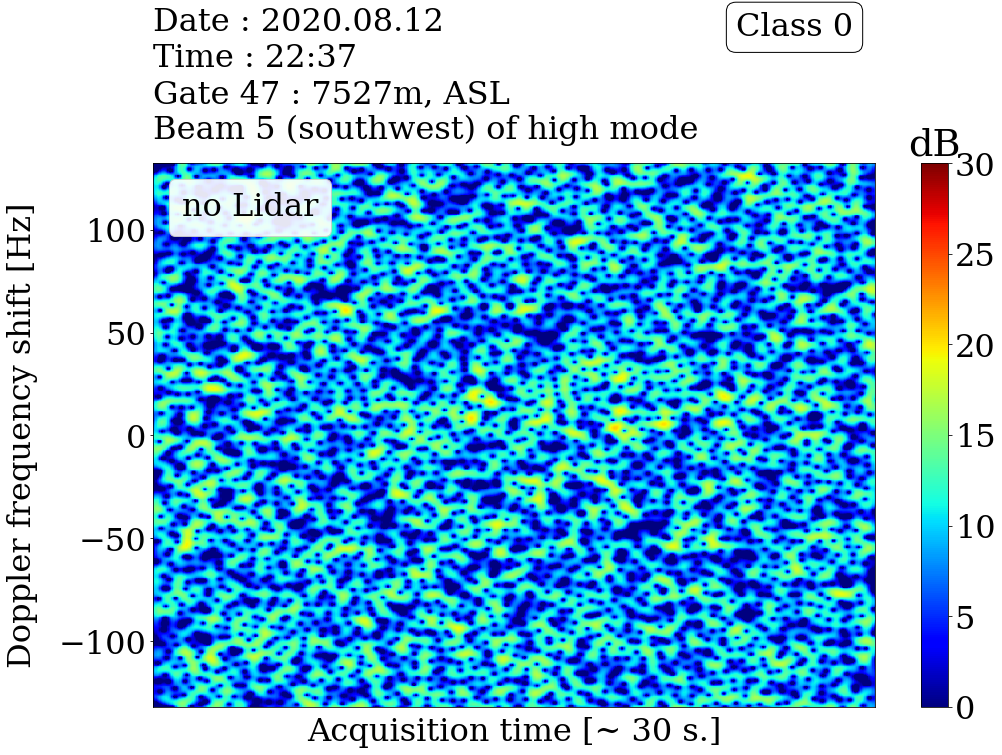 Date : 2020.08.12
Time : 22:37
Gate 47 : 7527m, ASL
Beam 5 (southwest) of high mode
Class 0
dB
no Lidar
Doppler frequency shift [Hz]
100
50
0
−50
−100
30
25
20
15
10
5
0
Acquisition time [~ 30 s.]